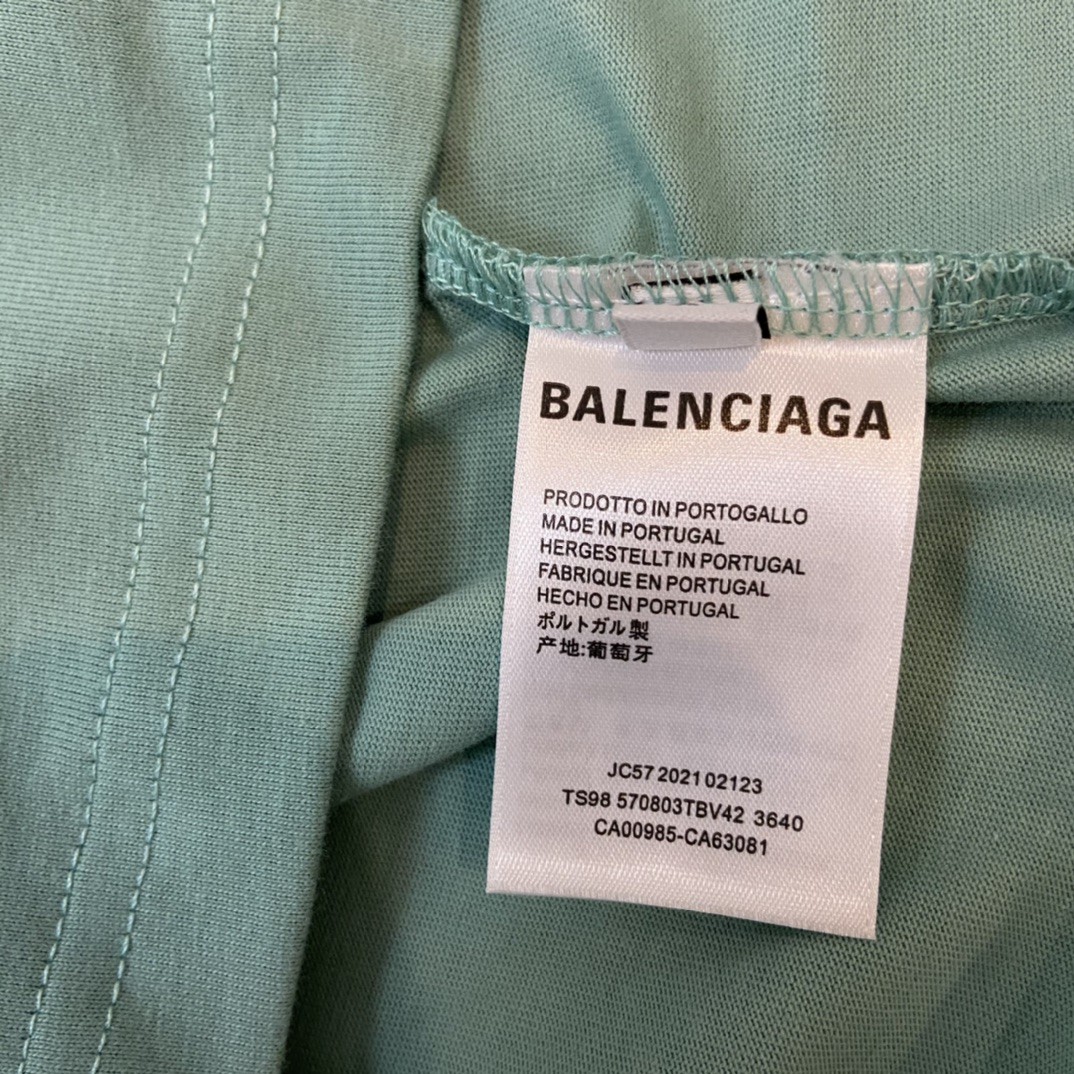 BALENCIAGA
PRODOTTO IN PORTOGALLO
MADE IN PORTUGAL
HERGESTELLT IN PORTUGAL
FABRIQUE EN PORTUGAL
HECHO EN PORTUGAL
ポルトガル製
产地:葡萄牙
JC57 2021 02123
TS98 570803TBV42 3640
CA00985-CA63081